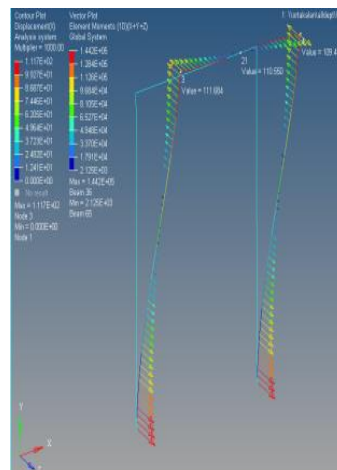 Contour Plot
Displacement(X)
Analysis system
Multiplier = 1000.00
1.117E+02
9.927E+01
8.687E+01
7.446E+01
6.205E+01
4.964E+01
3.723E+01
2.482E+01
1.241E+01
0.000E+00
No result
Max = 1.117E+02
Node 3
Min = 0.000E+00
Node 1
Vector Plot
Element Moments (1D)(X+Y+Z)
Global System
1.442E+05
1.284E+05
1.126E+05
9.684E+04
8.105E+04
6.527E+04
4.948E+04
3.370E+04
1.791E+04
2.125E+03
Max = 1.442E+05
Beam 36
Min = 2.125E+03
Beam 65
3
Value = 111.684
21
Value = 110.550
Value = 109.4
Y
X